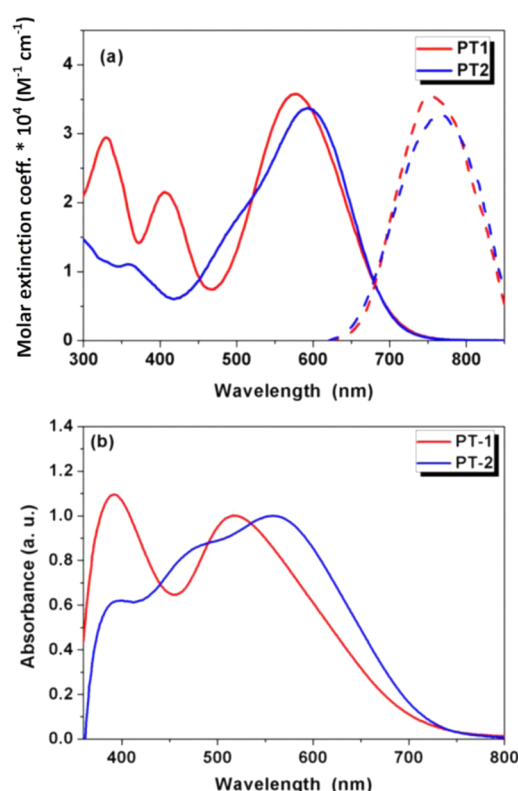 (a)
PT1
PT2
Molar extinction coeff. * 10⁴ (M⁻¹ cm⁻¹)
4
3
2
1
0
300 400 500 600 700 800
Wavelength (nm)
(b)
PT-1
PT-2
Absorbance (a. u.)
1.4
1.2
1.0
0.8
0.6
0.4
0.2
0.0
400 500 600 700 800
Wavelength (nm)